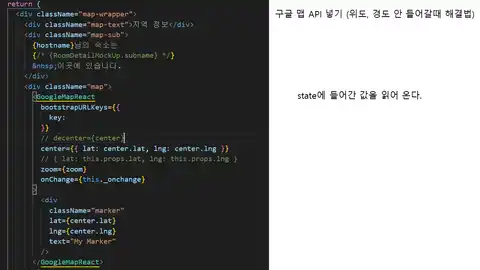 return (
<div className="map-wrapper">
<div className="map-text">지역 정보</div>
<div className="map-sub">
{hostname}님의 숙소는
{/* {RoomDetailMockUp.subname} */}
&nbsp;이곳에 있습니다.
</div>
<div className="map">
<GoogleMapReact
bootstrapURLKeys={{
key:
}}
// decenter={center}
center={{ lat: center.lat, lng: center.lng }}
// { lat: this.props.lat, lng: this.props.lng }
zoom={zoom}
onChange={this._onchange}
>
<div
className="marker"
lat={center.lat}
lng={center.lng}
text="My Marker"
/>
</GoogleMapReact>
구글 맵 API 넣기 (위도, 경도 안 들어갈때 해결법)
state에 들어간 값을 읽어 온다.